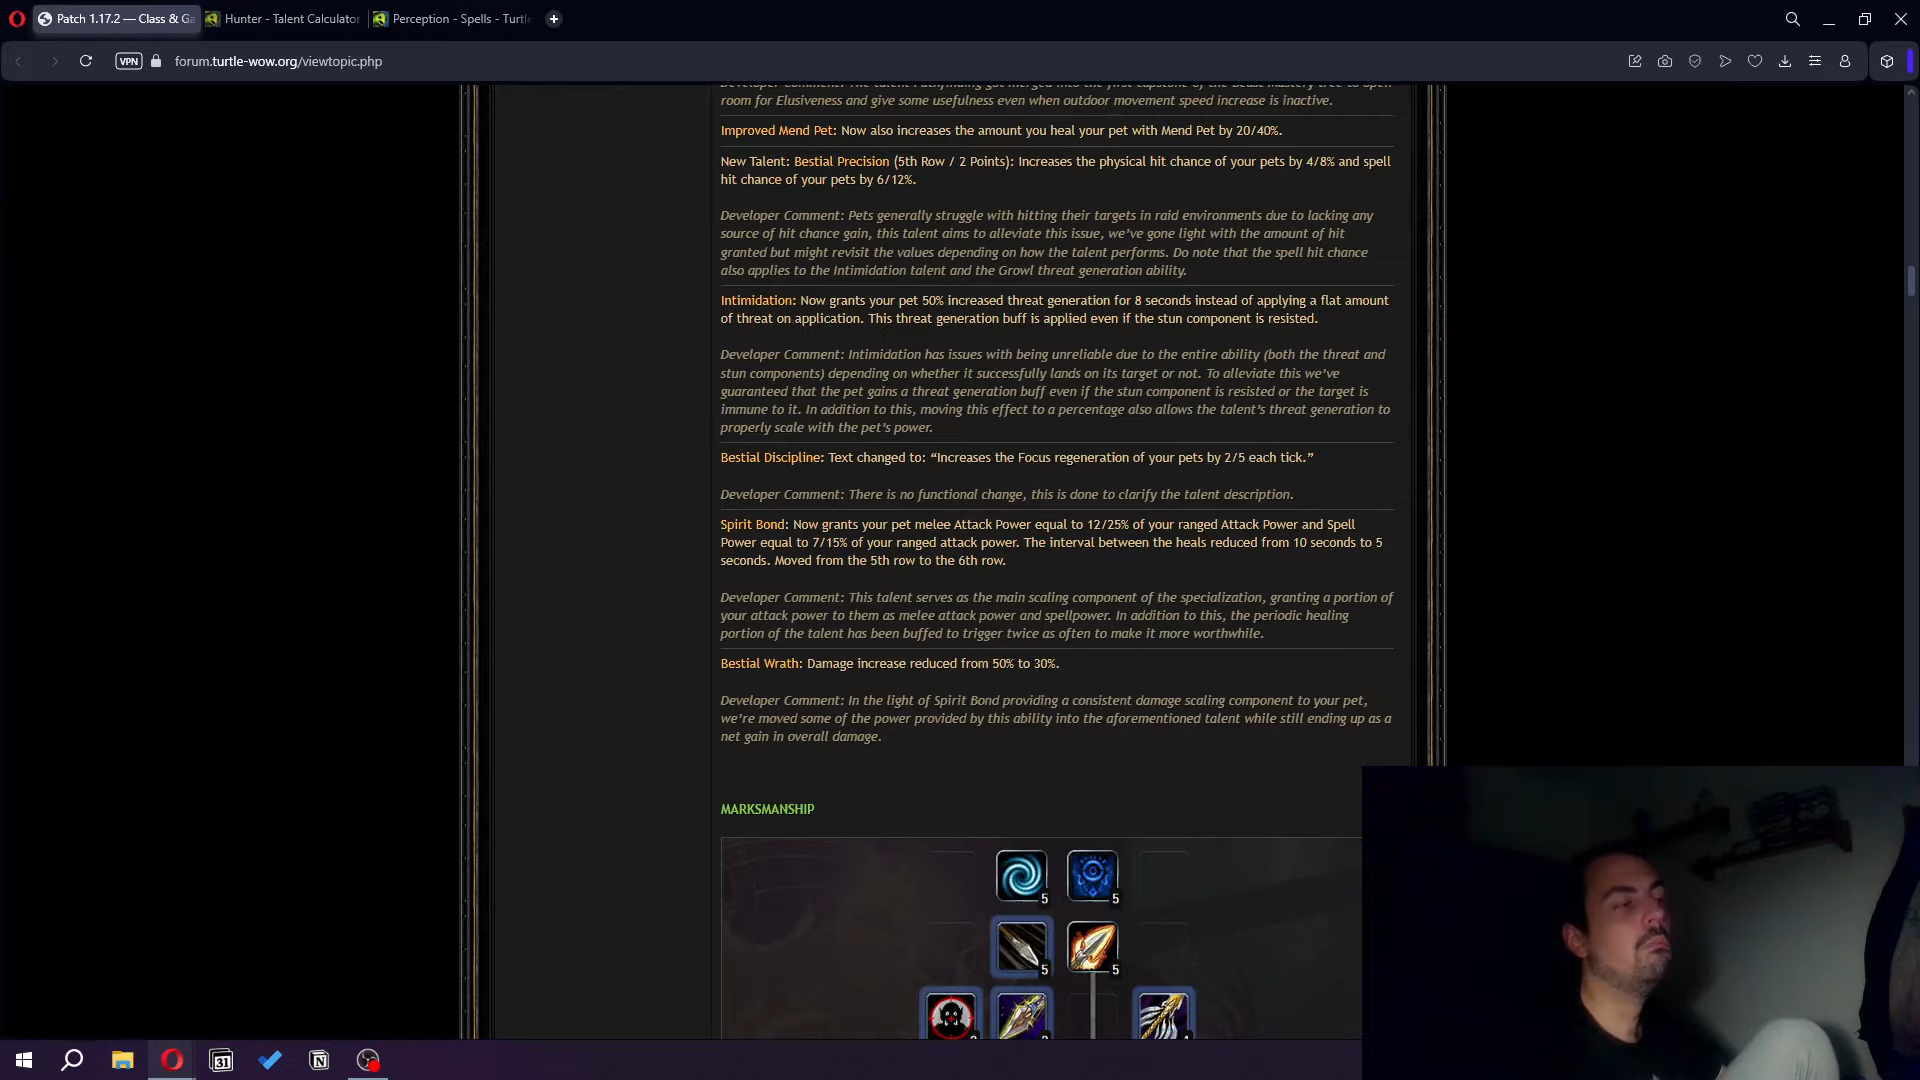 Patch 1.17.2 — Class & Ga
Hunter - Talent Calculator
Perception - Spells - Turtle
VPN
forum.turtle-wow.org/viewtopic.php
room for Elusiveness and give some usefulness even when outdoor movement speed increase is inactive.
Improved Mend Pet: Now also increases the amount you heal your pet with Mend Pet by 20/40%.
New Talent: Bestial Precision (5th Row / 2 Points): Increases the physical hit chance of your pets by 4/8% and spell
hit chance of your pets by 6/12%.
Developer Comment: Pets generally struggle with hitting their targets in raid environments due to lacking any
source of hit chance gain, this talent aims to alleviate this issue, we've gone light with the amount of hit
granted but might revisit the values depending on how the talent performs. Do note that the spell hit chance
also applies to the Intimidation talent and the Growl threat generation ability.
Intimidation: Now grants your pet 50% increased threat generation for 8 seconds instead of applying a flat amount
of threat on application. This threat generation buff is applied even if the stun component is resisted.
Developer Comment: Intimidation has issues with being unreliable due to the entire ability (both the threat and
stun components) depending on whether it successfully lands on its target or not. To alleviate this we've
guaranteed that the pet gains a threat generation buff even if the stun component is resisted or the target is
immune to it. In addition to this, moving this effect to a percentage also allows the talent's threat generation to
properly scale with the pet's power.
Bestial Discipline: Text changed to: “Increases the Focus regeneration of your pets by 2/5 each tick.”
Developer Comment: There is no functional change, this is done to clarify the talent description.
Spirit Bond: Now grants your pet melee Attack Power equal to 12/25% of your ranged Attack Power and Spell
Power equal to 7/15% of your ranged attack power. The interval between the heals reduced from 10 seconds to 5
seconds. Moved from the 5th row to the 6th row.
Developer Comment: This talent serves as the main scaling component of the specialization, granting a portion of
your attack power to them as melee attack power and spellpower. In addition to this, the periodic healing
portion of the talent has been buffed to trigger twice as often to make it more worthwhile.
Bestial Wrath: Damage increase reduced from 50% to 30%.
Developer Comment: In the light of Spirit Bond providing a consistent damage scaling component to your pet,
we're moved some of the power provided by this ability into the aforementioned talent while still ending up as a
net gain in overall damage.
MARKSMANSHIP
5 5
5 5
31